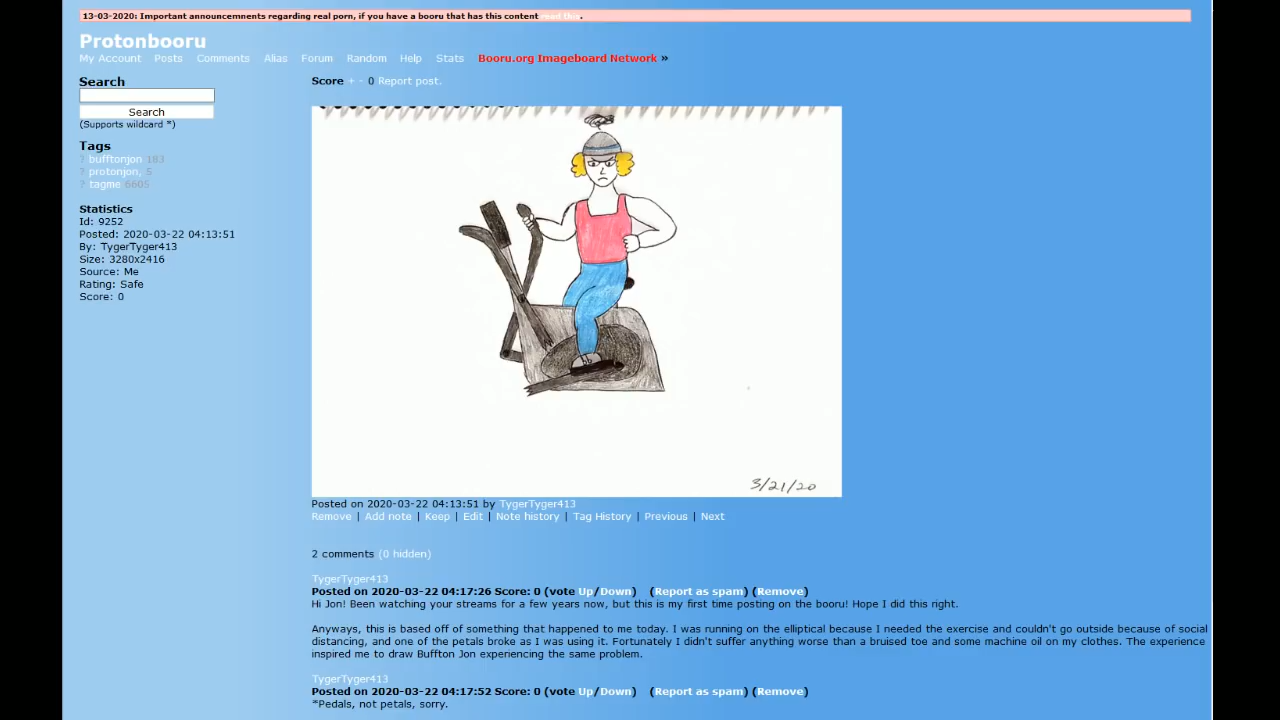 13-03-2020: Important announcemnents regarding real porn, if you have a booru that has this content read this.
Protonbooru
My Account Posts Comments Alias Forum Random Help Stats Booru.org Imageboard Network »
Search
Search
(Supports wildcard *)
Tags
? bufftonjon 183
? protonjon, 5
? tagme 6605
Statistics
Id: 9252
Posted: 2020-03-22 04:13:51
By: TygerTyger413
Size: 3280x2416
Source: Me
Rating: Safe
Score: 0
Score + - 0 Report post.
3/21/20
Posted on 2020-03-22 04:13:51 by TygerTyger413
Remove | Add note | Keep | Edit | Note history | Tag History | Previous | Next
2 comments (0 hidden)
TygerTyger413
Posted on 2020-03-22 04:17:26 Score: 0 (vote Up/Down) (Report as spam) (Remove)
Hi Jon! Been watching your streams for a few years now, but this is my first time posting on the booru! Hope I did this right.
Anyways, this is based off of something that happened to me today. I was running on the elliptical because I needed the exercise and couldn't go outside because of social
distancing, and one of the petals broke as I was using it. Fortunately I didn't suffer anything worse than a bruised toe and some machine oil on my clothes. The experience
inspired me to draw Buffton Jon experiencing the same problem.
TygerTyger413
Posted on 2020-03-22 04:17:52 Score: 0 (vote Up/Down) (Report as spam) (Remove)
*Pedals, not petals, sorry.